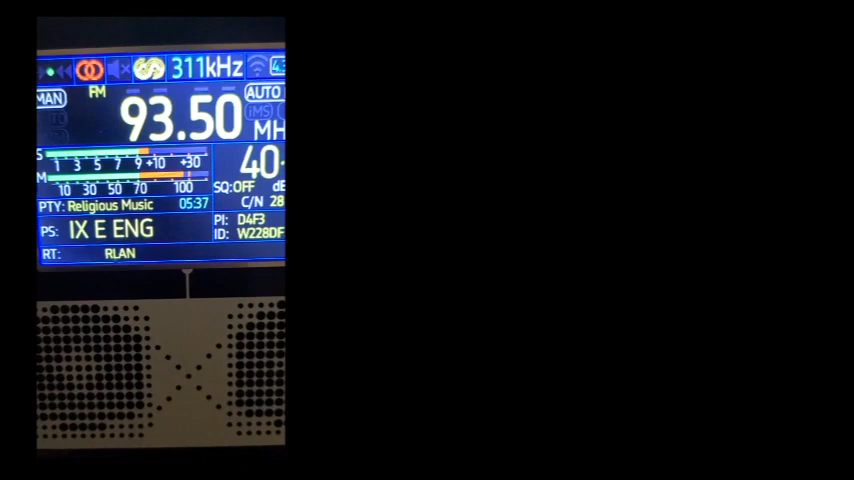 311kHz 4.
MAN FM AUTO
93.50 MH
iMS
S
1 3 5 7 9 +10 +30
M
10 30 50 70 100
40.
SQ:OFF dB
C/N 28
PTY: Religious Music 05:37
PS: IX E ENG
PI: D4F3
ID: W228DF
RT: RLAN